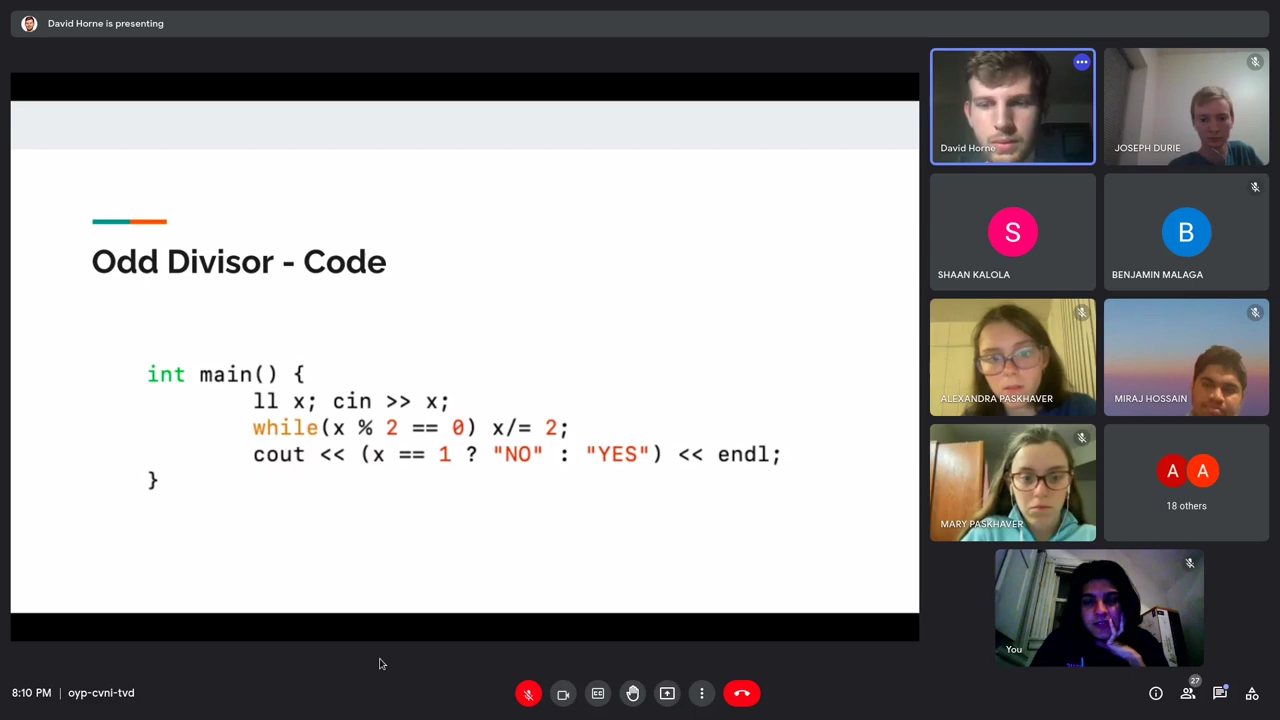 David Horne is presenting
Odd Divisor - Code
int main() {
ll x; cin >> x;
while(x % 2 == 0) x/= 2;
cout << (x == 1 ? "NO" : "YES") << endl;
}
David Horne
JOSEPH DURIE
S
SHAAN KALOLA
B
BENJAMIN MALAGA
ALEXANDRA PASKHAVER
MIRAJ HOSSAIN
MARY PASKHAVER
A A
18 others
You
8:10 PM | oyp-cvni-tvd
27